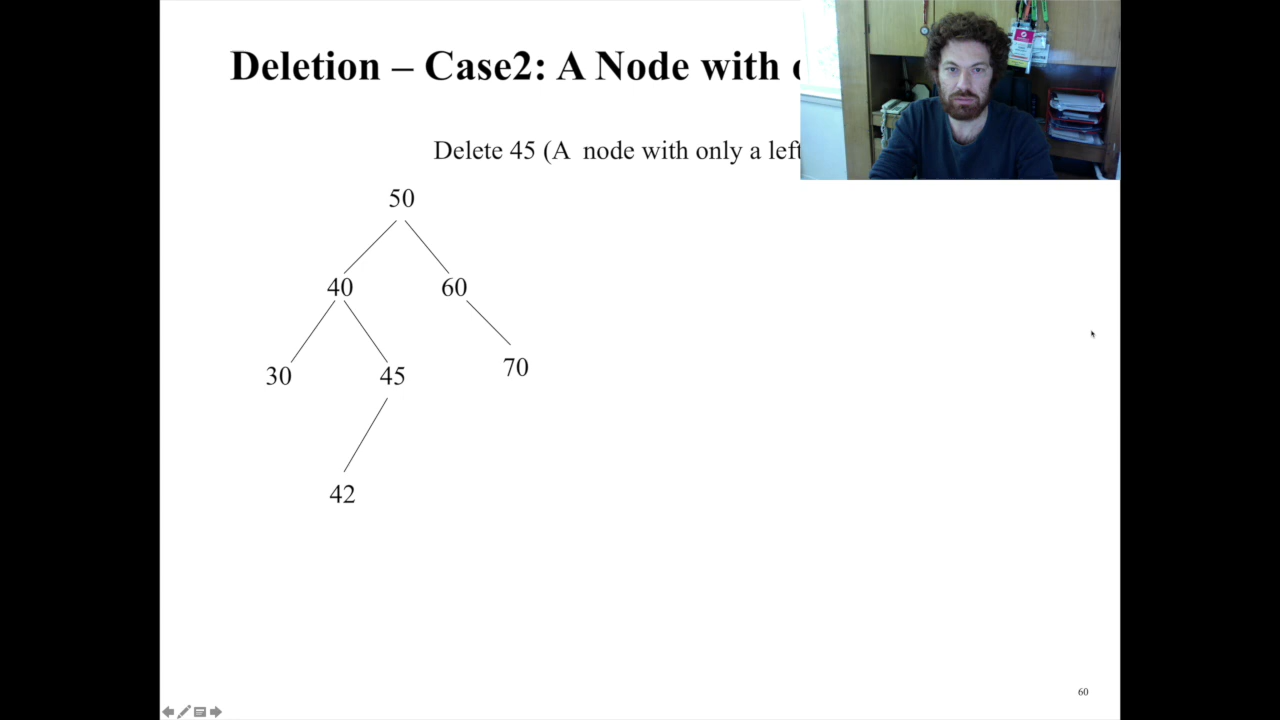 Deletion – Case2: A Node with
Delete 45 (A node with only a left
50
40 60
30 45 70
42
60